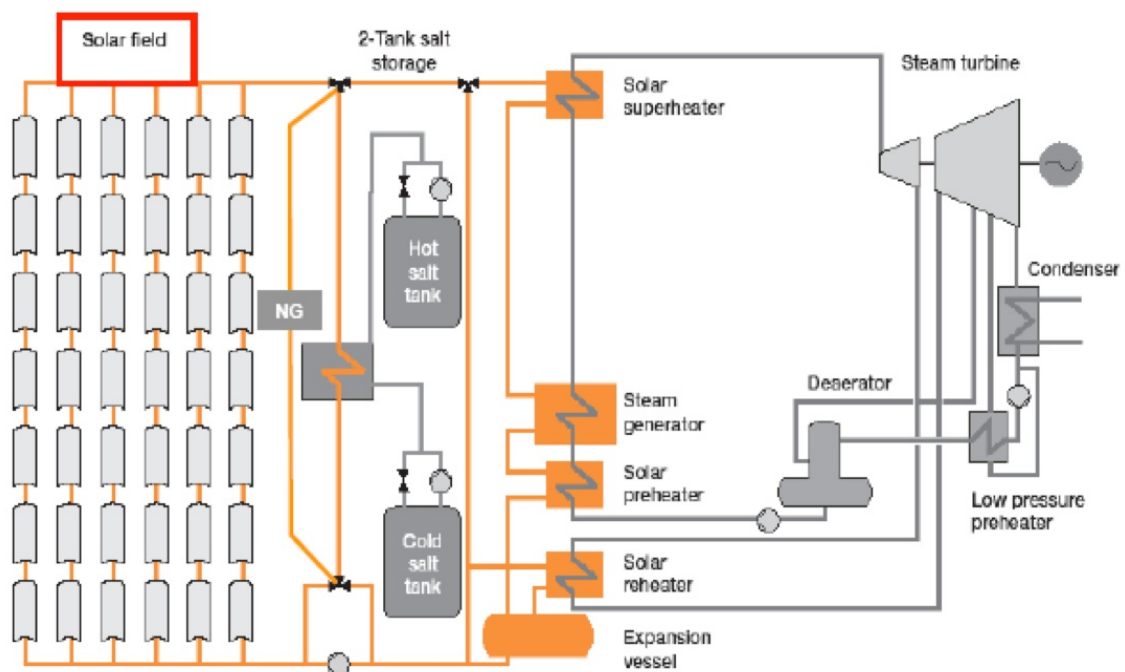 Solar field
2-Tank salt
storage
Solar
superheater
Steam turbine
Hot
salt
tank
NG
Condenser
Steam
generator
Deaerator
Solar
preheater
Low pressure
preheater
Cold
salt
tank
Solar
reheater
Expansion
vessel